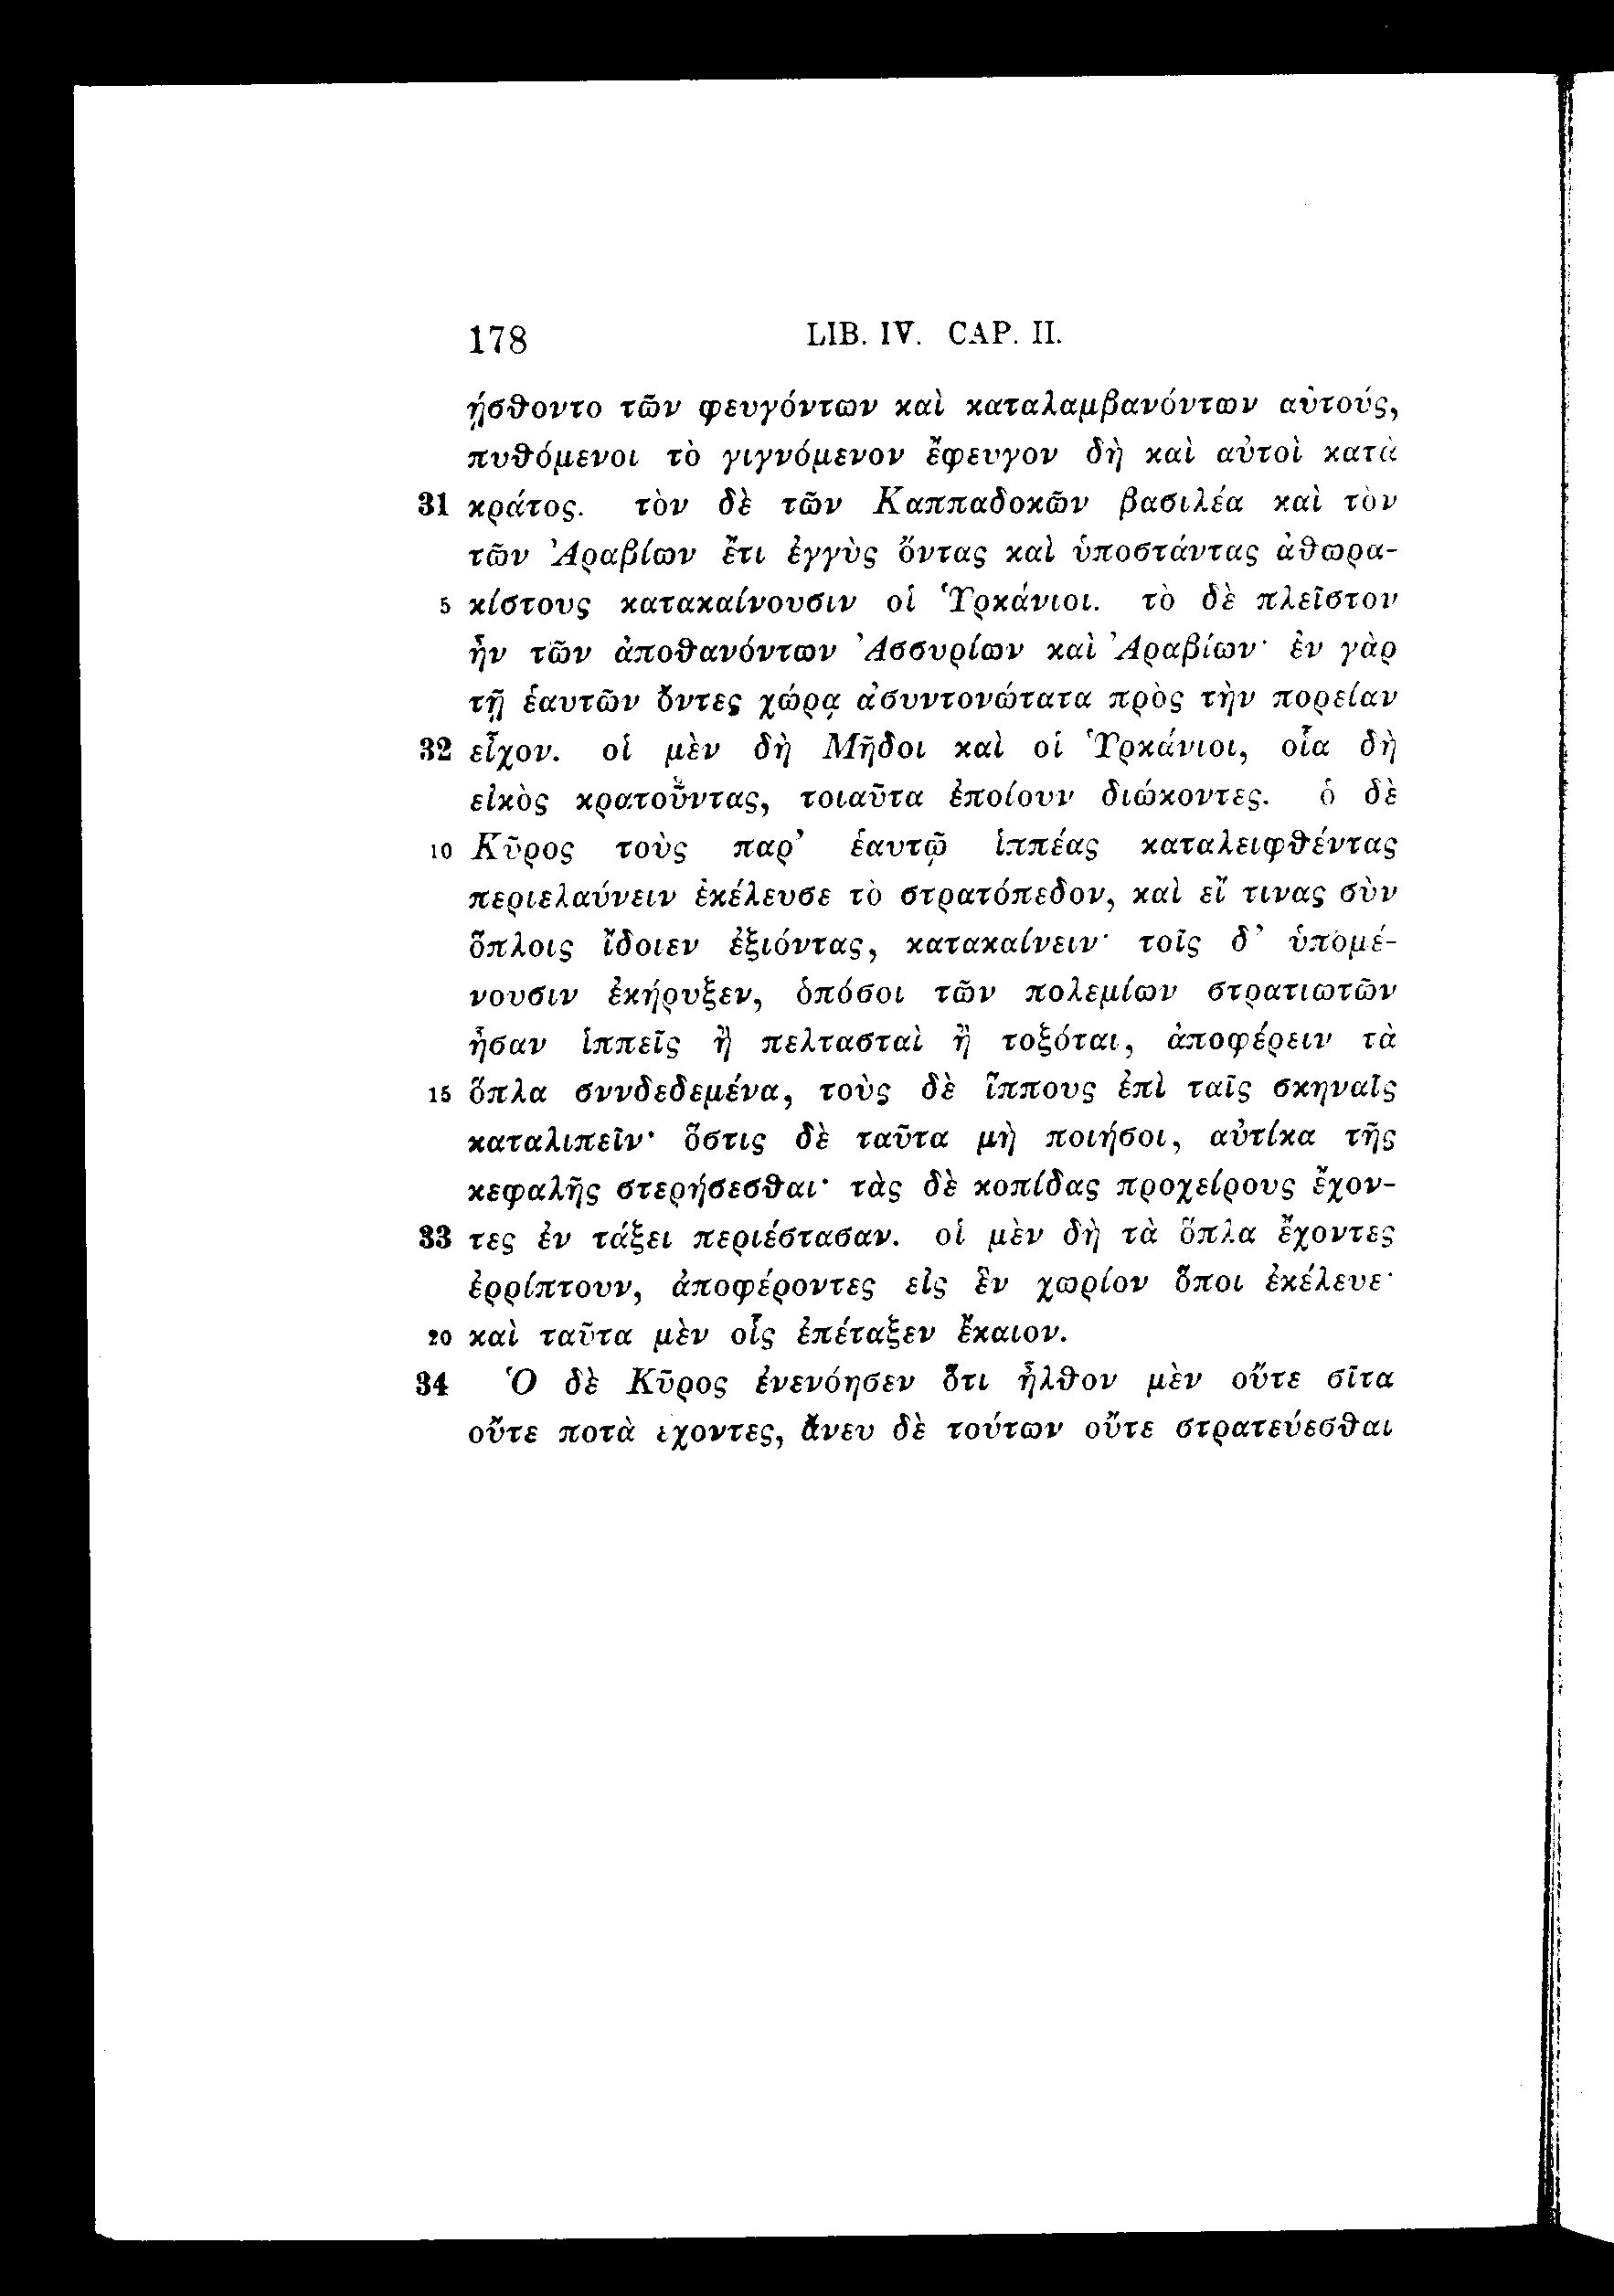 178 LIB. IV. CAP. II.
ᾔσθοντο τῶν φευγόντων καὶ καταλαμβανόντων αὐτούς,
πυθόμενοι τὸ γιγνόμενον ἔφευγον δὴ καὶ αὐτοὶ κατὰ
31 κράτος. τὸν δὲ τῶν Καππαδοκῶν βασιλέα καὶ τὸν
τῶν Ἀραβίων ἔτι ἐγγὺς ὄντας καὶ ὑποστάντας ἀθωρα-
5 κίστους κατακαίνουσιν οἱ Ὑρκάνιοι. τὸ δὲ πλεῖστον
ἦν τῶν ἀποθανόντων Ἀσσυρίων καὶ Ἀραβίων· ἐν γὰρ
τῇ ἑαυτῶν ὄντες χώρᾳ ἀσυντονώτατα πρὸς τὴν πορείαν
32 εἶχον. οἱ μὲν δὴ Μῆδοι καὶ οἱ Ὑρκάνιοι, οἷα δὴ
εἰκὸς κρατοῦντας, τοιαῦτα ἐποίουν διώκοντες. ὁ δὲ
10 Κῦρος τοὺς παρ’ ἑαυτῷ ἱππέας καταλειφθέντας
περιελαύνειν ἐκέλευσε τὸ στρατόπεδον, καὶ εἴ τινας σὺν
ὅπλοις ἴδοιεν ἐξιόντας, κατακαίνειν· τοῖς δ’ ὑπομέ-
νουσιν ἐκήρυξεν, ὁπόσοι τῶν πολεμίων στρατιωτῶν
ἦσαν ἱππεῖς ἢ πελτασταὶ ἢ τοξόται, ἀποφέρειν τὰ
15 ὅπλα συνδεδεμένα, τοὺς δὲ ἵππους ἐπὶ ταῖς σκηναῖς
καταλιπεῖν· ὅστις δὲ ταῦτα μὴ ποιήσοι, αὐτίκα τῆς
κεφαλῆς στερήσεσθαι· τὰς δὲ κοπίδας προχείρους ἔχον-
33 τες ἐν τάξει περιέστασαν. οἱ μὲν δὴ τὰ ὅπλα ἔχοντες
ἐρρίπτουν, ἀποφέροντες εἰς ἓν χωρίον ὅποι ἐκέλευε·
20 καὶ ταῦτα μὲν οἷς ἐπέταξεν ἔκαιον.
34 Ὁ δὲ Κῦρος ἐνενόησεν ὅτι ἦλθον μὲν οὔτε σῖτα
οὔτε ποτὰ ἔχοντες, ἄνευ δὲ τούτων οὔτε στρατεύεσθαι